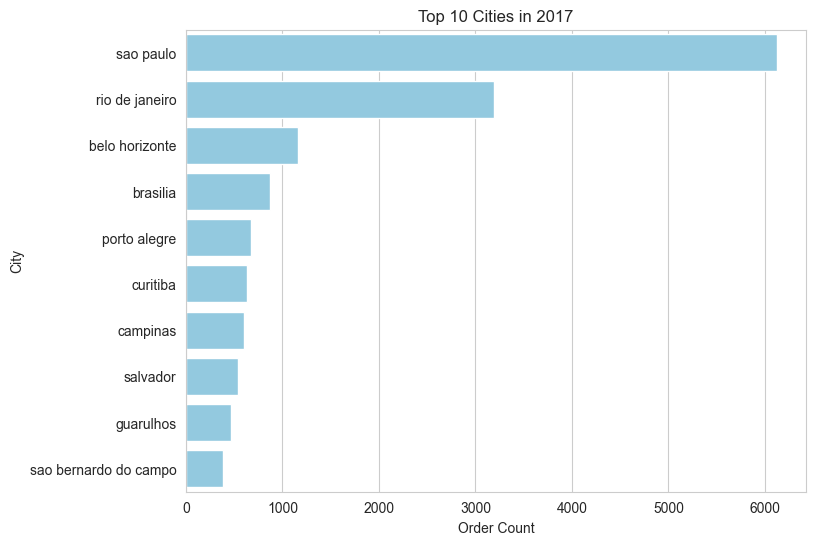 Top 10 Cities in 2017
City
sao paulo
rio de janeiro
belo horizonte
brasilia
porto alegre
curitiba
campinas
salvador
guarulhos
sao bernardo do campo
0 1000 2000 3000 4000 5000 6000
Order Count